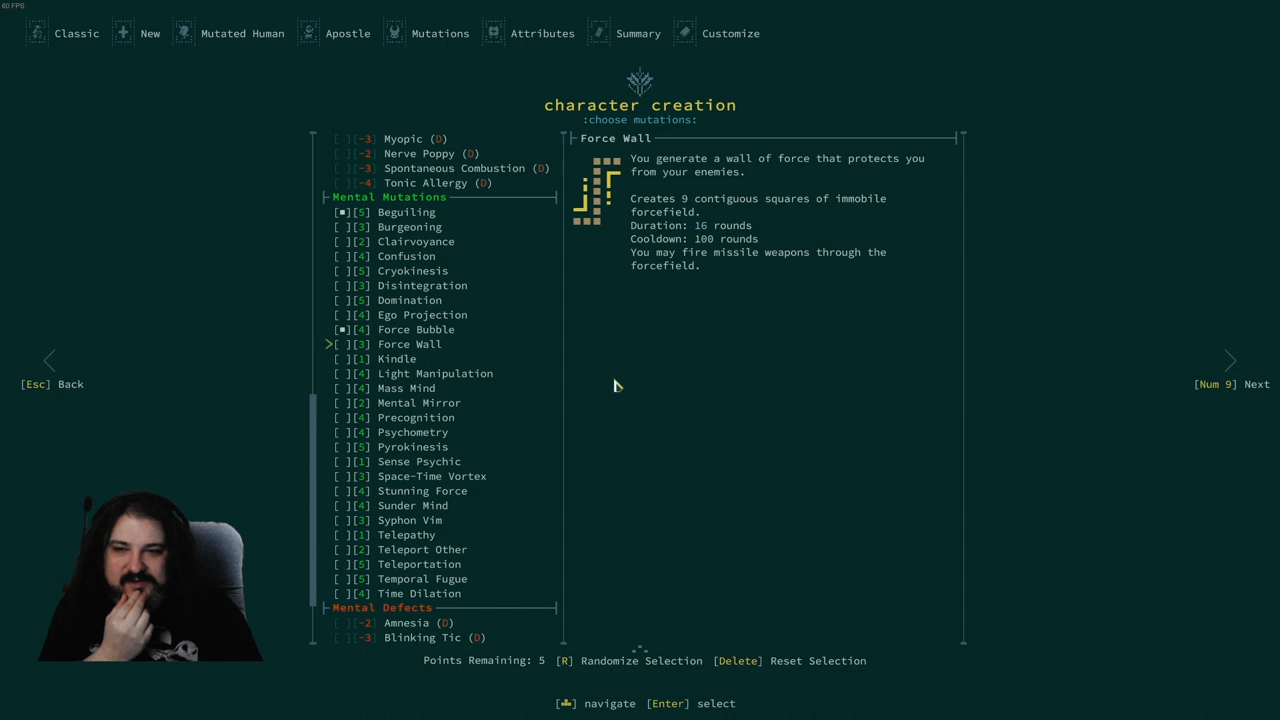 60 FPS
Classic New Mutated Human Apostle Mutations Attributes Summary Customize
character creation
:choose mutations:
[ ][-3] Myopic (D)
[ ][-2] Nerve Poppy (D)
[ ][-3] Spontaneous Combustion (D)
[ ][-4] Tonic Allergy (D)
Mental Mutations
[■][5] Beguiling
[ ][3] Burgeoning
[ ][2] Clairvoyance
[ ][4] Confusion
[ ][5] Cryokinesis
[ ][3] Disintegration
[ ][5] Domination
[ ][4] Ego Projection
[■][4] Force Bubble
>[ ][3] Force Wall
[ ][1] Kindle
[ ][4] Light Manipulation
[ ][4] Mass Mind
[ ][2] Mental Mirror
[ ][4] Precognition
[ ][4] Psychometry
[ ][5] Pyrokinesis
[ ][1] Sense Psychic
[ ][3] Space-Time Vortex
[ ][4] Stunning Force
[ ][4] Sunder Mind
[ ][3] Syphon Vim
[ ][1] Telepathy
[ ][2] Teleport Other
[ ][5] Teleportation
[ ][5] Temporal Fugue
[ ][4] Time Dilation
Mental Defects
[ ][-2] Amnesia (D)
[ ][-3] Blinking Tic (D)
Force Wall
You generate a wall of force that protects you
from your enemies.
Creates 9 contiguous squares of immobile
forcefield.
Duration: 16 rounds
Cooldown: 100 rounds
You may fire missile weapons through the
forcefield.
[Esc] Back
[Num 9] Next
Points Remaining: 5 [R] Randomize Selection [Delete] Reset Selection
navigate [Enter] select